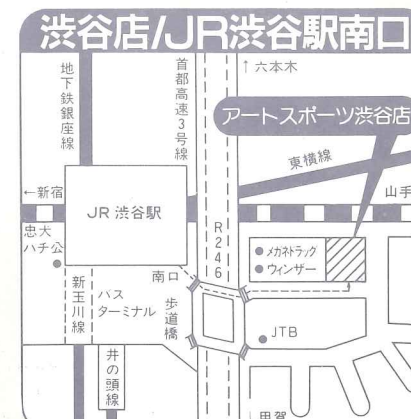 渋谷店/JR渋谷駅南口
地下鉄銀座線
首都高速3号線
↑六本木
アートスポーツ渋谷店
東横線
←新宿
山手
JR 渋谷駅
忠犬
ハチ公
R246
メガネドラッグ
ウィンザー
南口
新玉川線
バス
ターミナル
歩道橋
JTB
井の頭線